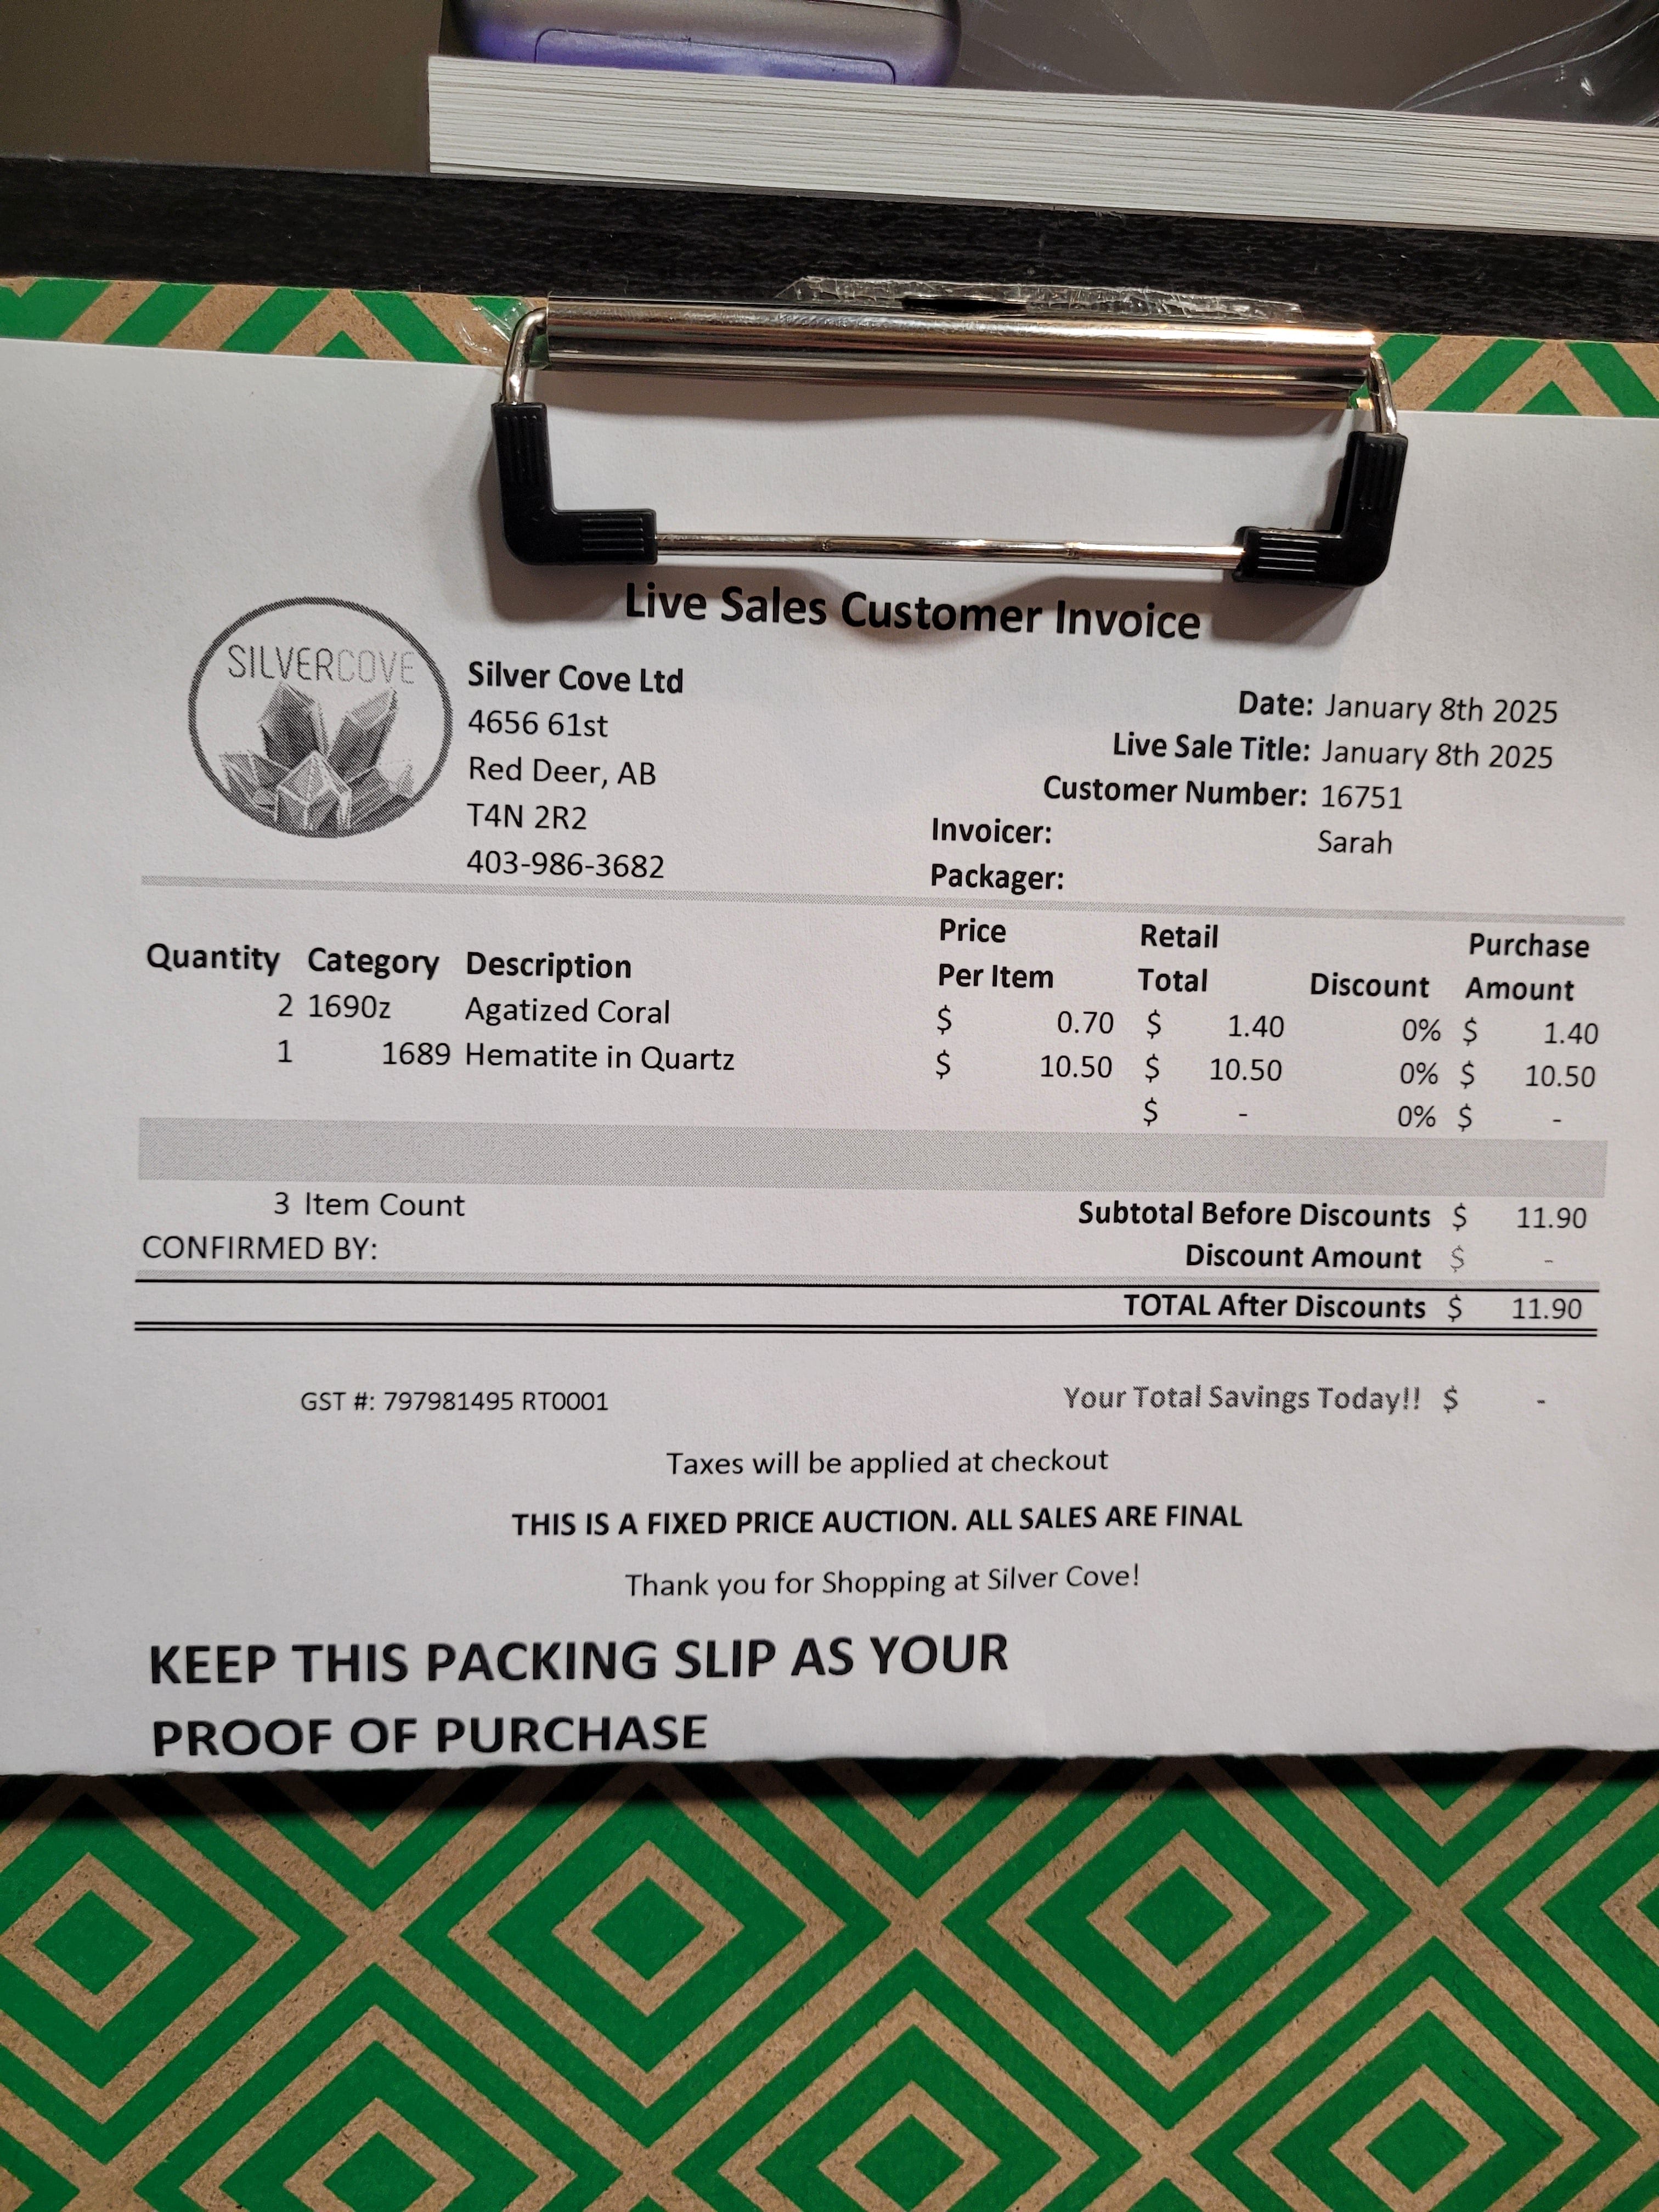 Live Sales Customer Invoice
SILVERCOVE
Silver Cove Ltd
4656 61st
Red Deer, AB
T4N 2R2
403-986-3682
Date: January 8th 2025
Live Sale Title: January 8th 2025
Customer Number: 16751
Invoicer: Sarah
Packager:
Quantity Category Description Price Per Item Retail Total Discount Purchase Amount
2 1690z Agatized Coral $ 0.70 $ 1.40 0% $ 1.40
1 1689 Hematite in Quartz $ 10.50 $ 10.50 0% $ 10.50
$ - 0% $ -
3 Item Count Subtotal Before Discounts $ 11.90
CONFIRMED BY: Discount Amount $ -
TOTAL After Discounts $ 11.90
GST #: 797981495 RT0001 Your Total Savings Today!! $ -
Taxes will be applied at checkout
THIS IS A FIXED PRICE AUCTION. ALL SALES ARE FINAL
Thank you for Shopping at Silver Cove!
KEEP THIS PACKING SLIP AS YOUR
PROOF OF PURCHASE